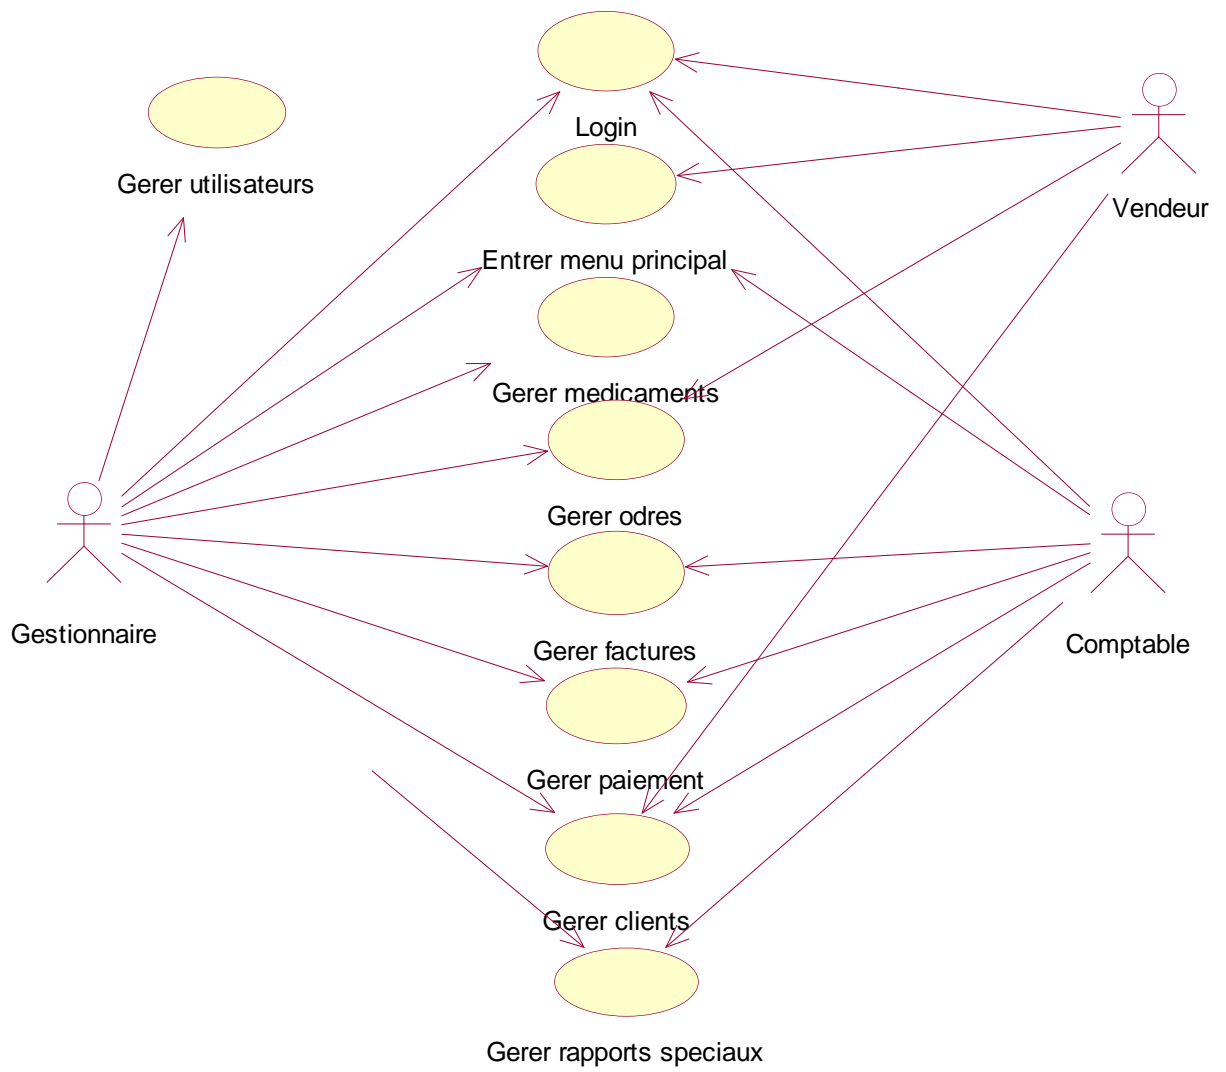 Login
Gerer utilisateurs
Vendeur
Entrer menu principal
Gerer medicaments
Gerer odres
Gestionnaire
Comptable
Gerer factures
Gerer paiement
Gerer clients
Gerer rapports speciaux